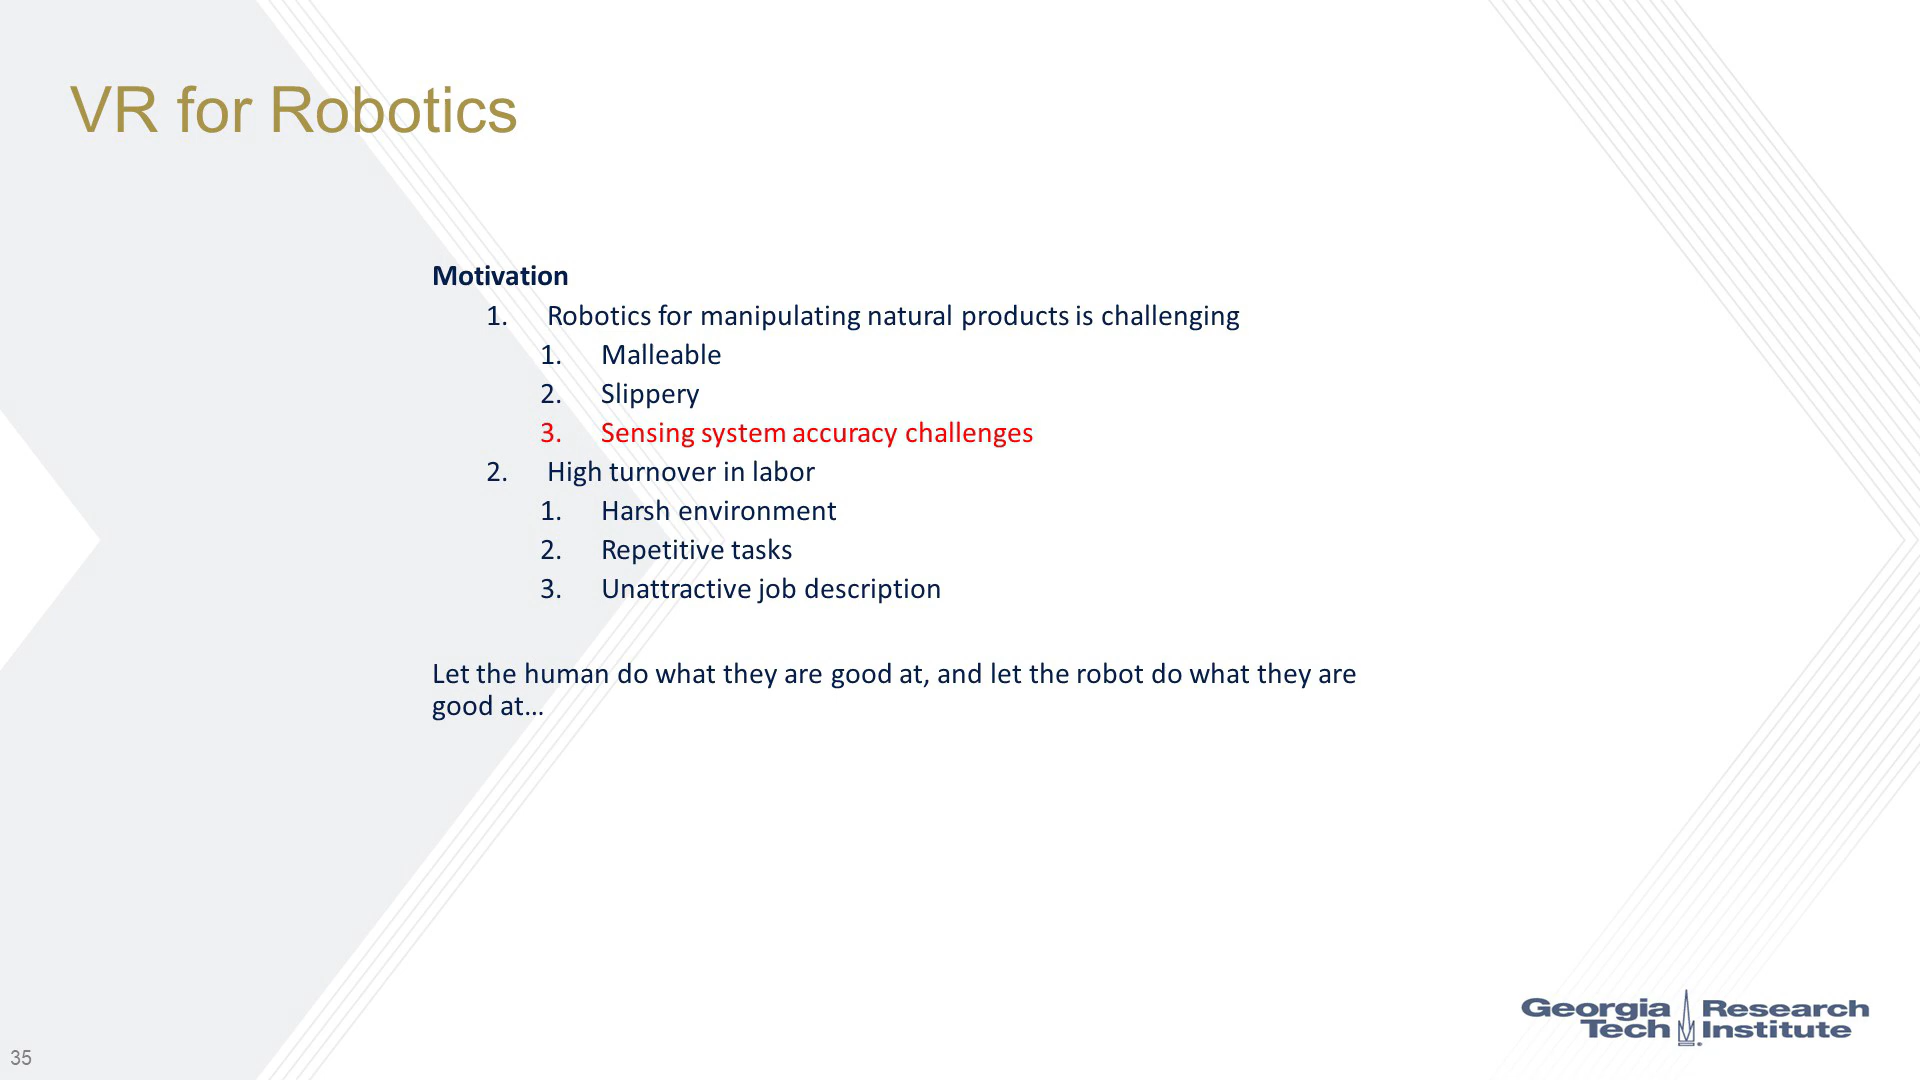 VR for Robotics
Motivation
1. Robotics for manipulating natural products is challenging
1. Malleable
2. Slippery
3. Sensing system accuracy challenges
2. High turnover in labor
1. Harsh environment
2. Repetitive tasks
3. Unattractive job description
Let the human do what they are good at, and let the robot do what they are
good at...
Georgia Research
Tech Institute
35